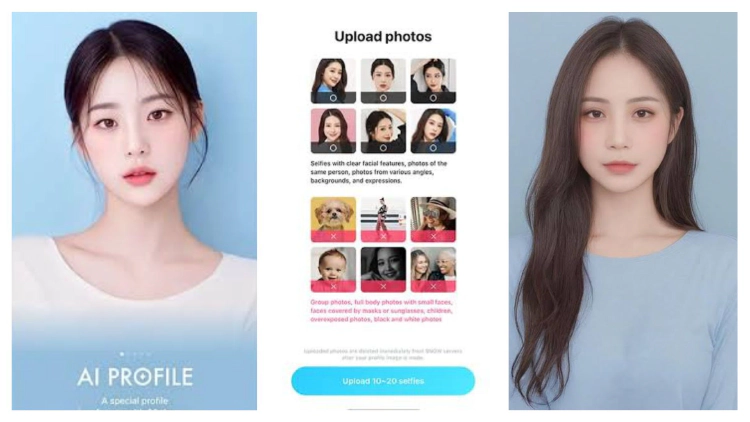 AI PROFILE
A special profile
Upload photos
Selfies with clear facial features, photos of the
same person, photos from various angles,
backgrounds, and expressions.
Group photos, full body photos with small faces,
faces covered by masks or sunglasses, children,
overexposed photos, black and white photos
Uploaded photos are deleted immediately from SNOW servers
after your profile image is made.
Upload 10~20 selfies